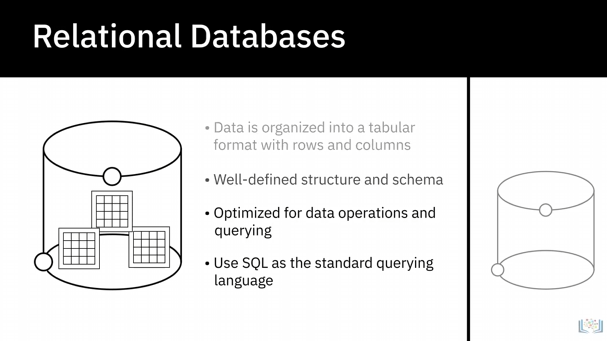 Relational Databases
• Data is organized into a tabular
format with rows and columns
• Well-defined structure and schema
• Optimized for data operations and
querying
• Use SQL as the standard querying
language